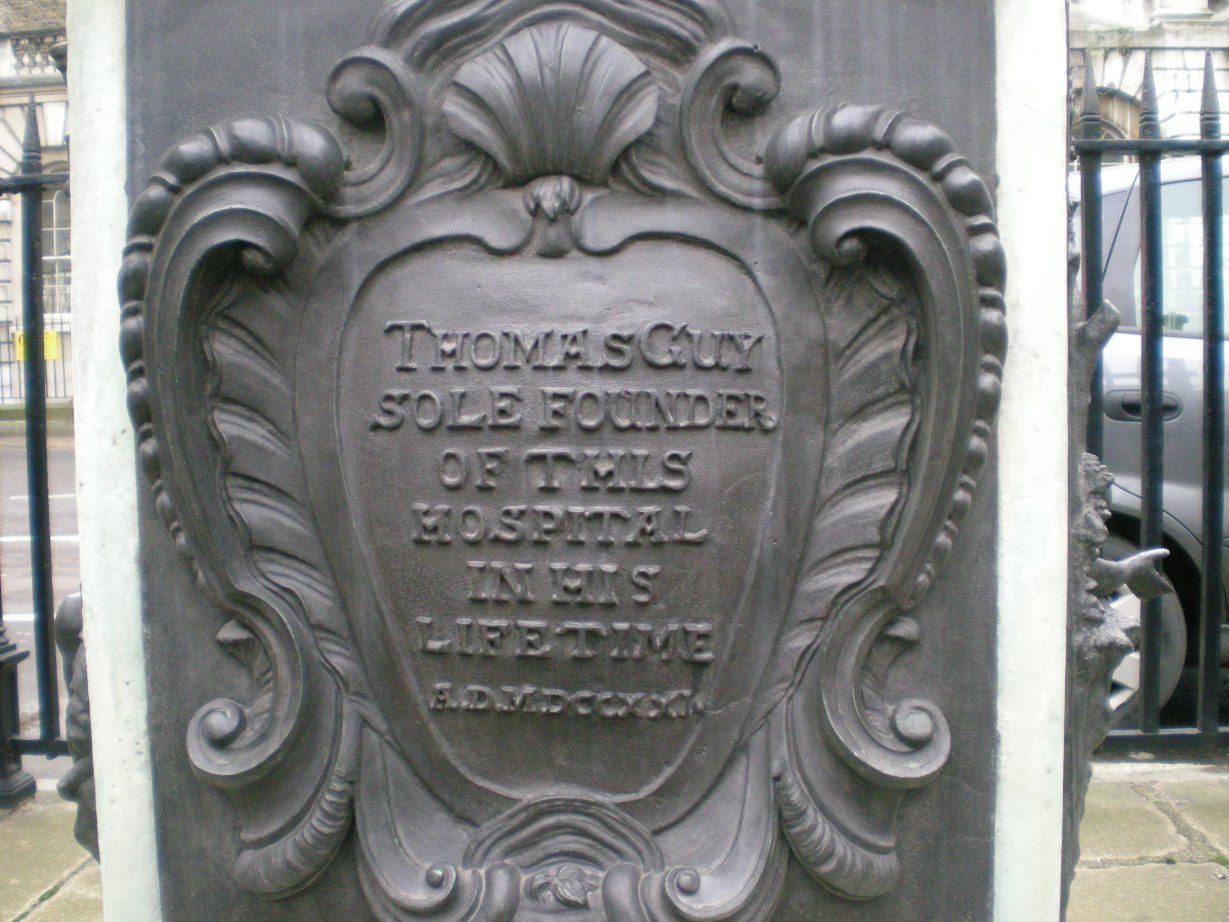 THOMAS GUY
SOLE FOUNDER
OF THIS
HOSPITAL
IN HIS
LIFETIME
A.D.MDCCXXI.